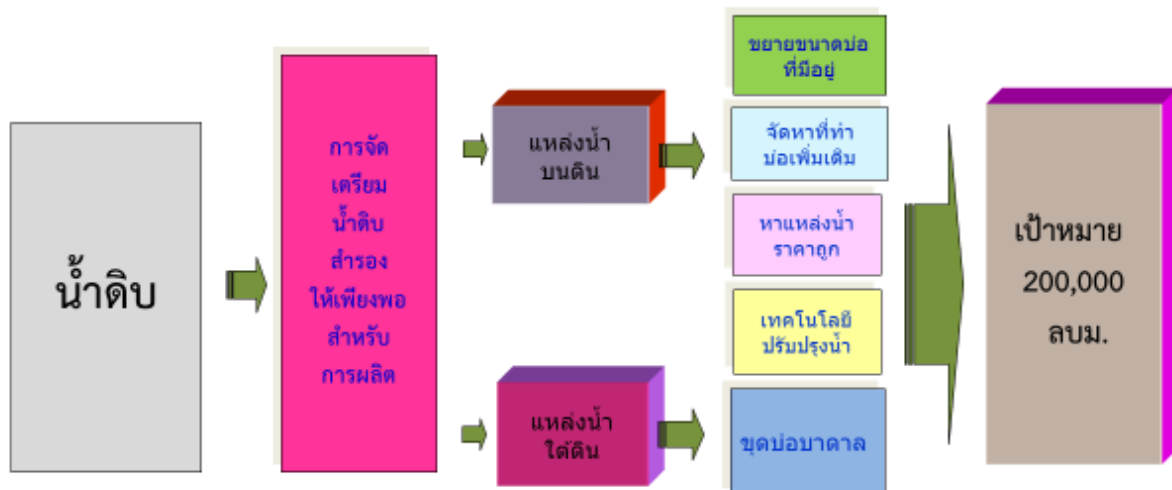 น้ำดิบ
การจัด
เตรียม
น้ำดิบ
สำรอง
ให้เพียงพอ
สำหรับ
การผลิต
แหล่งน้ำ
บนดิน
แหล่งน้ำ
ใต้ดิน
ขยายขนาดบ่อ
ที่มีอยู่
จัดหาที่ทำ
บ่อเพิ่มเติม
หาแหล่งน้ำ
ราคาถูก
เทคโนโลยี
ปรับปรุงน้ำ
ขุดบ่อบาดาล
เป้าหมาย
200,000
ลบม.